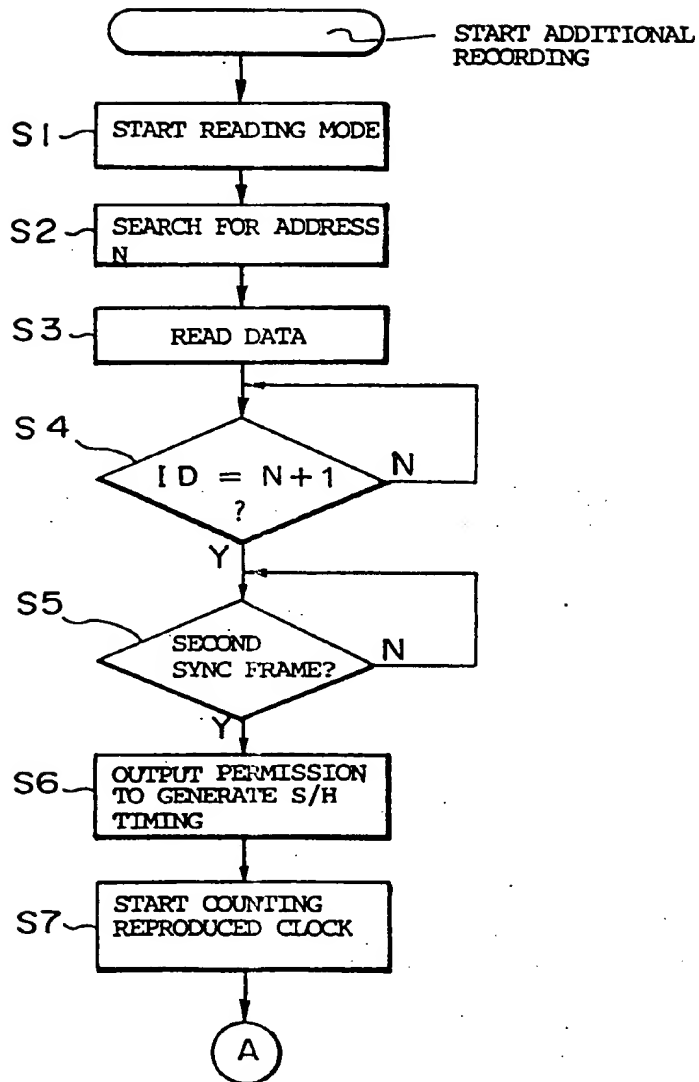 START ADDITIONAL
RECORDING
S1
START READING MODE
S2
SEARCH FOR ADDRESS
N
S3
READ DATA
S4
ID = N+1
?
N
Y
S5
SECOND
SYNC FRAME?
N
Y
S6
OUTPUT PERMISSION
TO GENERATE S/H
TIMING
S7
START COUNTING
REPRODUCED CLOCK
A